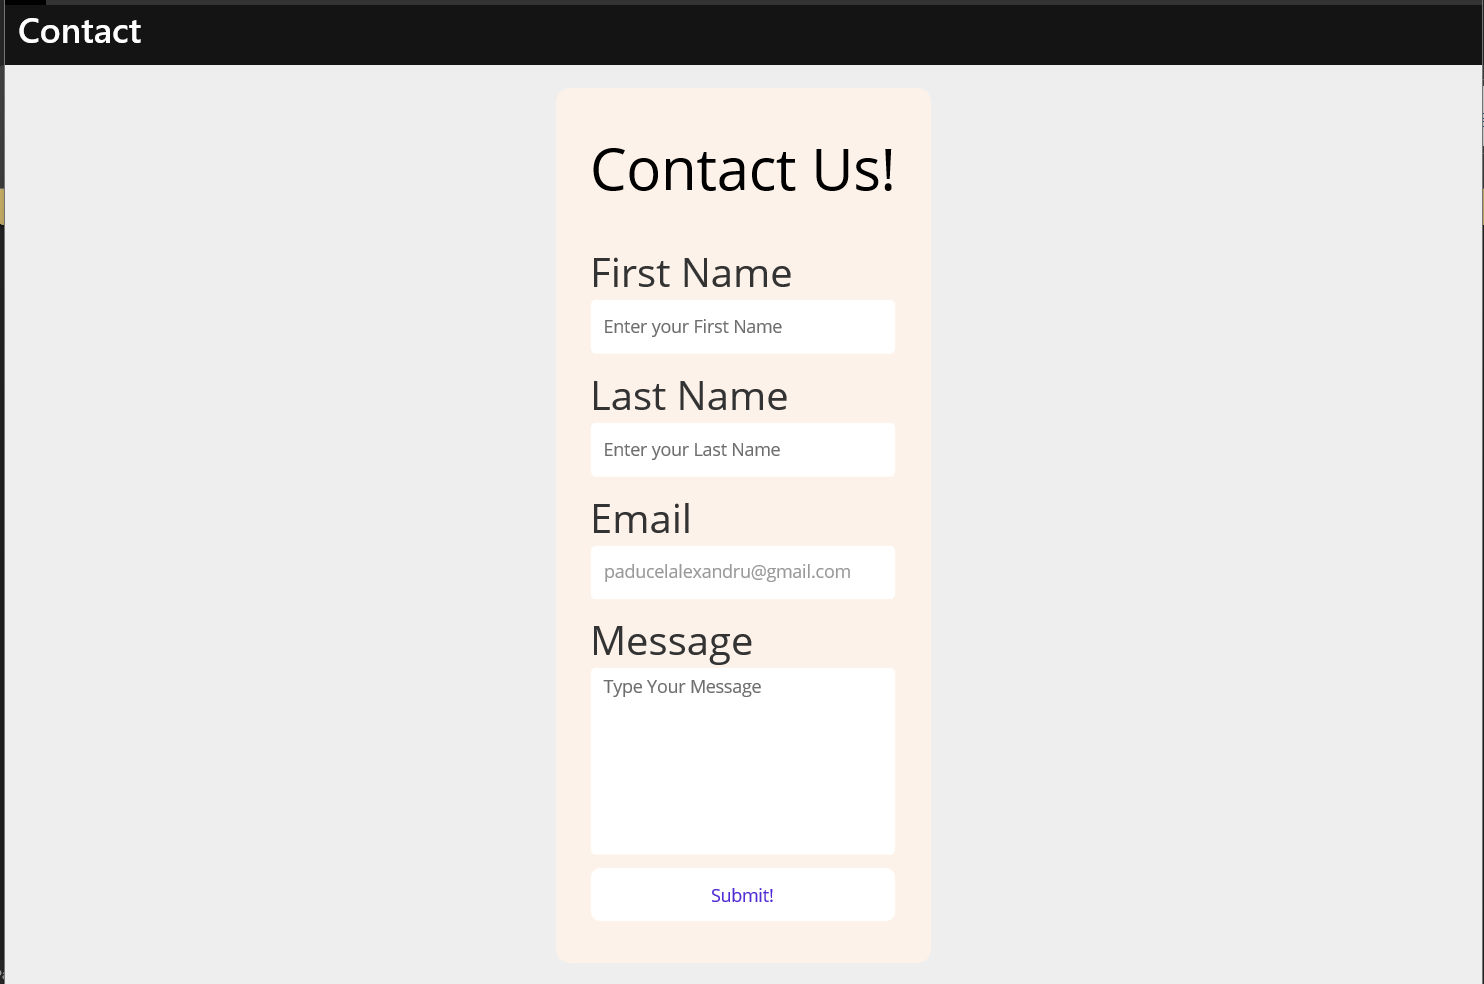 Contact
Contact Us!
First Name
Enter your First Name
Last Name
Enter your Last Name
Email
paducelalexandru@gmail.com
Message
Type Your Message
Submit!